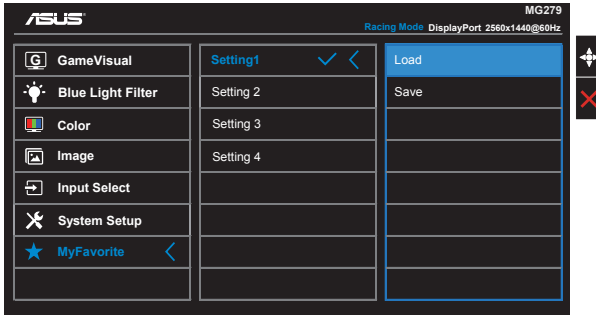 ASUS
MG279
Racing Mode DisplayPort 2560x1440@60Hz
G GameVisual
Blue Light Filter
Color
Image
Input Select
System Setup
MyFavorite
Setting1
Setting 2
Setting 3
Setting 4
Load
Save